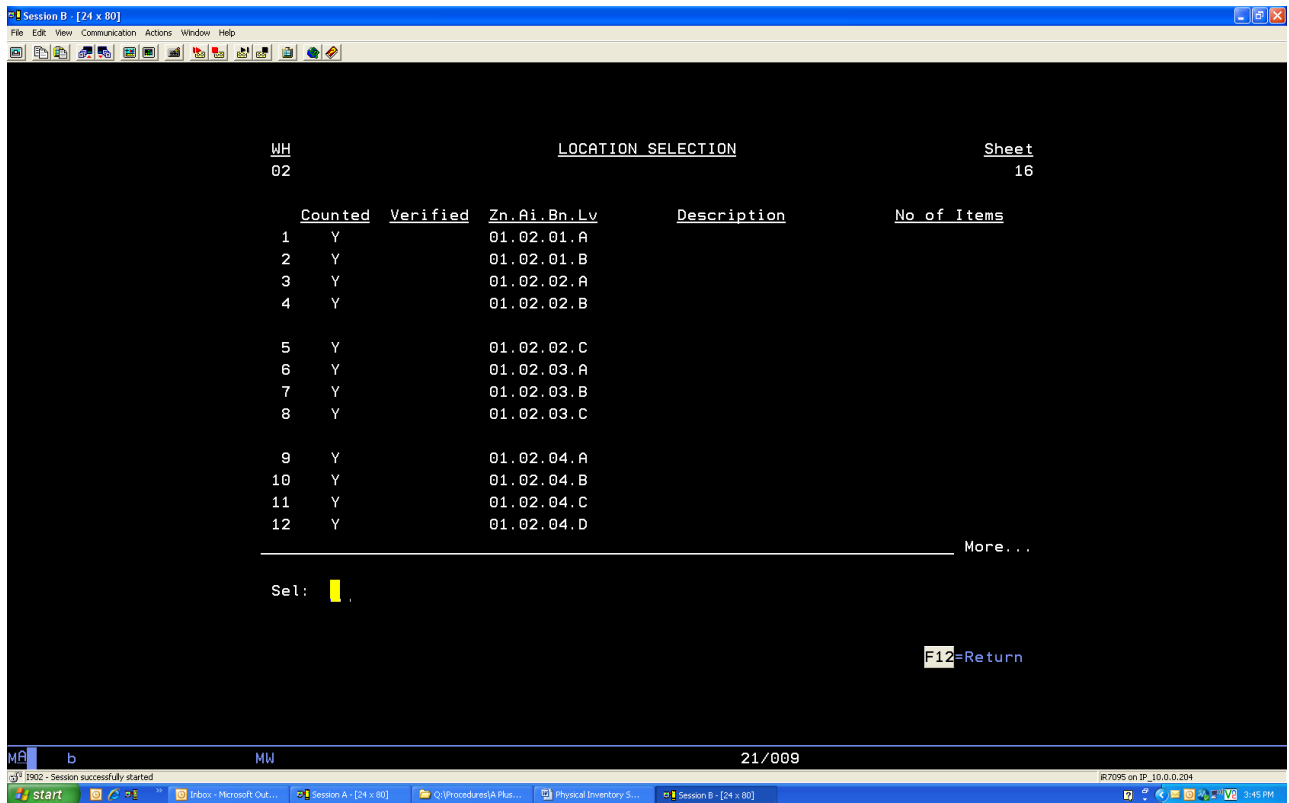 Session B - [24 x 80]
File Edit View Communication Actions Window Help
WH LOCATION SELECTION Sheet
02 16
Counted Verified Zn.Ai.Bn.Lv Description No of Items
1 Y 01.02.01.A
2 Y 01.02.01.B
3 Y 01.02.02.A
4 Y 01.02.02.B
5 Y 01.02.02.C
6 Y 01.02.03.A
7 Y 01.02.03.B
8 Y 01.02.03.C
9 Y 01.02.04.A
10 Y 01.02.04.B
11 Y 01.02.04.C
12 Y 01.02.04.D
More...
Sel:
F12=Return
MA b MW 21/009
I902 - Session successfully started iR7095 on IP_10.0.0.204
start Inbox - Microsoft Out... Session A - [24 x 80] Q:\Procedures\A Plus... Physical Inventory S... Session B - [24 x 80] 3:45 PM